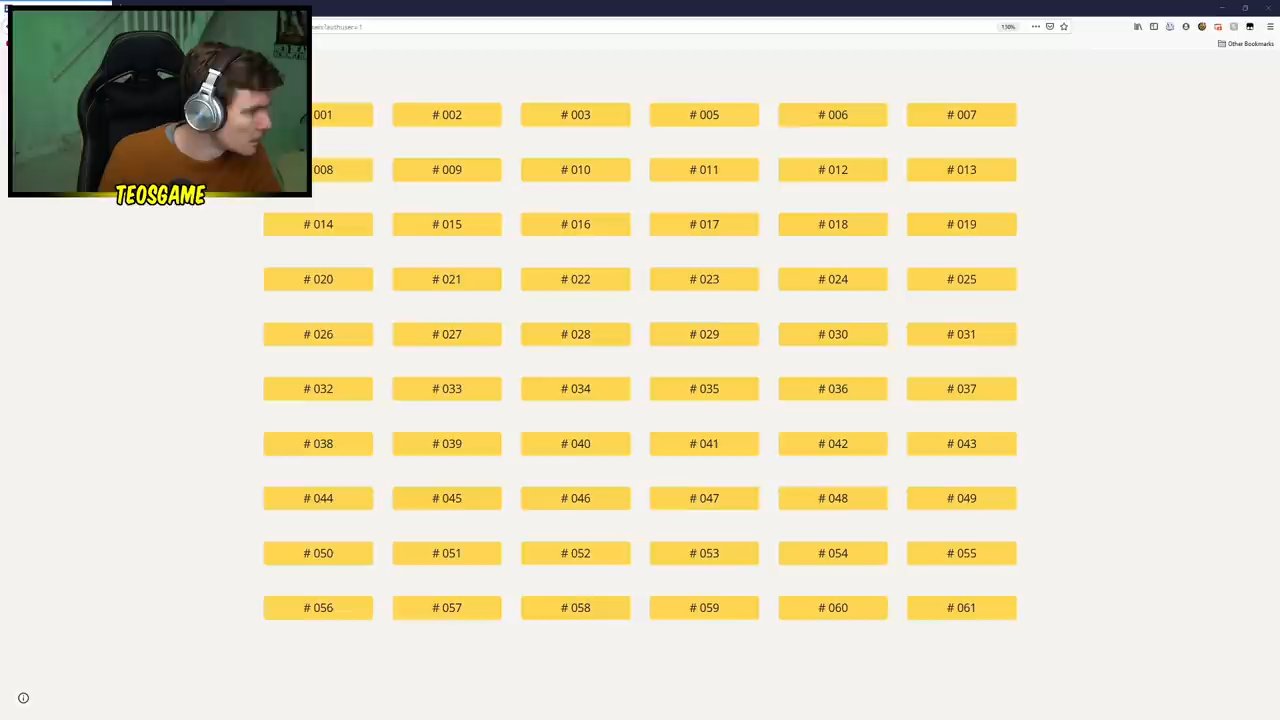 130%
Other Bookmarks
001 # 002 # 003 # 005 # 006 # 007
008 # 009 # 010 # 011 # 012 # 013
TEOSGAME
# 014 # 015 # 016 # 017 # 018 # 019
# 020 # 021 # 022 # 023 # 024 # 025
# 026 # 027 # 028 # 029 # 030 # 031
# 032 # 033 # 034 # 035 # 036 # 037
# 038 # 039 # 040 # 041 # 042 # 043
# 044 # 045 # 046 # 047 # 048 # 049
# 050 # 051 # 052 # 053 # 054 # 055
# 056 # 057 # 058 # 059 # 060 # 061